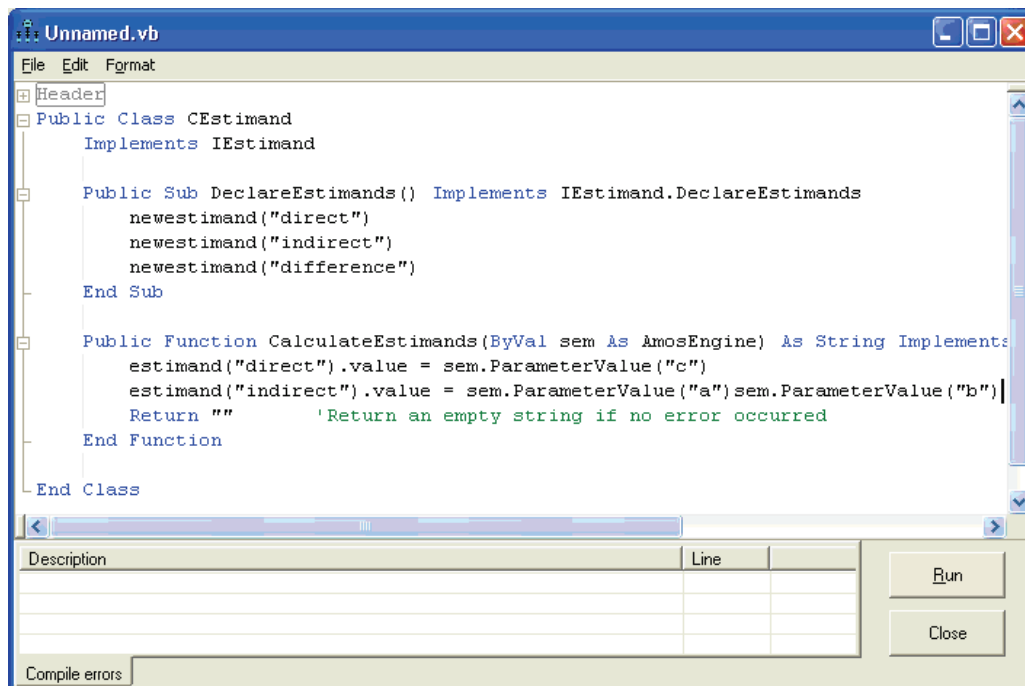 Unnamed.vb
File Edit Format
Header
Public Class CEstimand
Implements IEstimand
Public Sub DeclareEstimands() Implements IEstimand.DeclareEstimands
newestimand("direct")
newestimand("indirect")
newestimand("difference")
End Sub
Public Function CalculateEstimands(ByVal sem As AmosEngine) As String Implements
estimand("direct").value = sem.ParameterValue("c")
estimand("indirect").value = sem.ParameterValue("a")sem.ParameterValue("b")
Return "" 'Return an empty string if no error occurred
End Function
End Class
Description Line
Run
Close
Compile errors